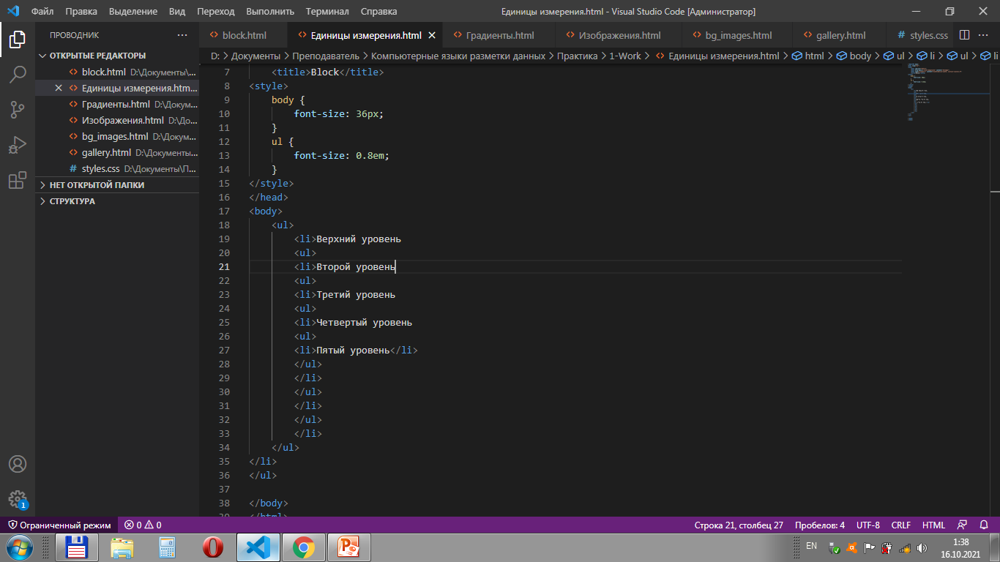 Файл Правка Выделение Вид Переход Выполнить Терминал Справка Единицы измерения.html - Visual Studio Code [Администратор]
ПРОВОДНИК ···
block.html Единицы измерения.html Градиенты.html Изображения.html bg_images.html gallery.html # styles.css ···
D: > Документы > Преподаватель > Компьютерные языки разметки данных > Практика > 1-Work > Единицы измерения.html > html > body > ul > li > ul > li
ОТКРЫТЫЕ РЕДАКТОРЫ
block.html D:\Документы\...
Единицы измерения.htm...
Градиенты.html D:\Докум...
Изображения.html D:\До...
bg_images.html D:\Докум...
gallery.html D:\Документы...
# styles.css D:\Документы\П...
НЕТ ОТКРЫТОЙ ПАПКИ
СТРУКТУРА
7 <title>Block</title>
8 <style>
9 body {
10 font-size: 36px;
11 }
12 ul {
13 font-size: 0.8em;
14 }
15 </style>
16 </head>
17 <body>
18 <ul>
19 <li>Верхний уровень
20 <ul>
21 <li>Второй уровень
22 <ul>
23 <li>Третий уровень
24 <ul>
25 <li>Четвертый уровень
26 <ul>
27 <li>Пятый уровень</li>
28 </ul>
29 </li>
30 </ul>
31 </li>
32 </ul>
33 </li>
34 </ul>
35 </li>
36 </ul>
37
38 </body>
39 </html>
1
Ограниченный режим 0 0 Строка 21, столбец 27 Пробелов: 4 UTF-8 CRLF HTML
EN 1:38
16.10.2021